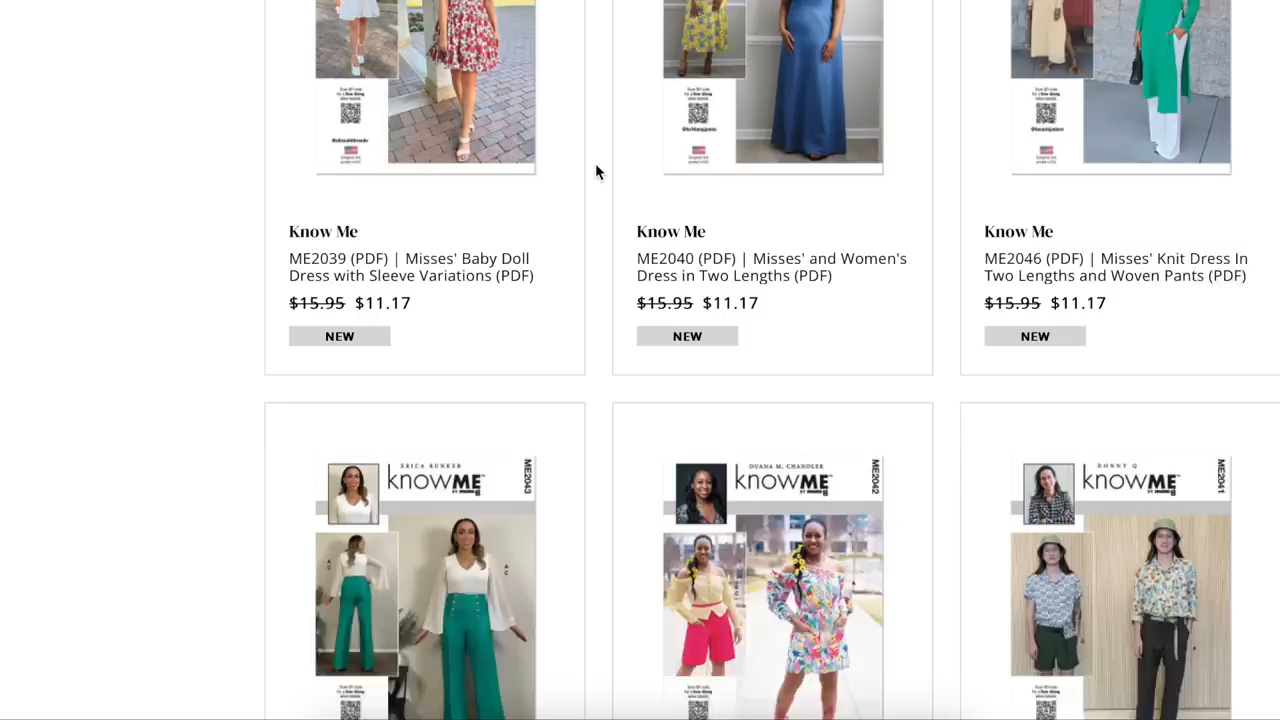 Know Me
ME2039 (PDF) | Misses' Baby Doll
Dress with Sleeve Variations (PDF)
$15.95 $11.17
NEW
Know Me
ME2040 (PDF) | Misses' and Women's
Dress in Two Lengths (PDF)
$15.95 $11.17
NEW
Know Me
ME2046 (PDF) | Misses' Knit Dress In
Two Lengths and Woven Pants (PDF)
$15.95 $11.17
NEW
ERICA BUNKER
knowME
ME2043
DUANA M. CHANDLER
knowME
ME2042
DONNY Q
knowME
ME2041